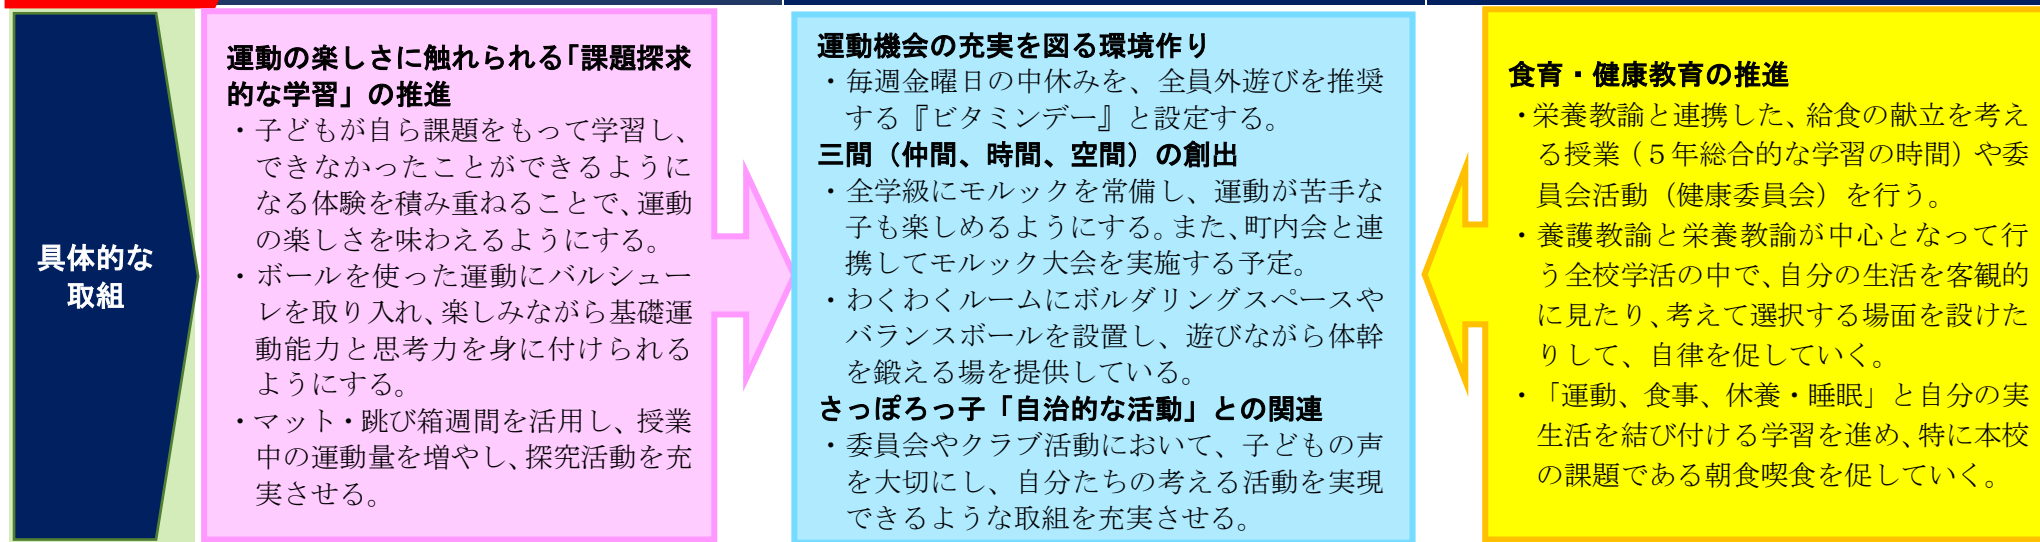 具体的な
取組
運動の楽しさに触れられる「課題探求
的な学習」の推進
・子どもが自ら課題をもって学習し、
できなかったことができるように
なる体験を積み重ねることで、運動
の楽しさを味わえるようにする。
・ボールを使った運動にバルシュー
レを取り入れ、楽しみながら基礎運
動能力と思考力を身に付けられる
ようにする。
・マット・跳び箱週間を活用し、授業
中の運動量を増やし、探究活動を充
実させる。
運動機会の充実を図る環境作り
・毎週金曜日の中休みを、全員外遊びを推奨
する『ビタミンデー』と設定する。
三間（仲間、時間、空間）の創出
・全学級にモルックを常備し、運動が苦手な
子も楽しめるようにする。また、町内会と連
携してモルック大会を実施する予定。
・わくわくルームにボルダリングスペースや
バランスボールを設置し、遊びながら体幹
を鍛える場を提供している。
さっぽろっ子「自治的な活動」との関連
・委員会やクラブ活動において、子どもの声
を大切にし、自分たちの考える活動を実現
できるような取組を充実させる。
食育・健康教育の推進
・栄養教諭と連携した、給食の献立を考え
る授業（５年総合的な学習の時間）や委
員会活動（健康委員会）を行う。
・養護教諭と栄養教諭が中心となって行
う全校学活の中で、自分の生活を客観的
に見たり、考えて選択する場面を設けた
りして、自律を促していく。
・「運動、食事、休養・睡眠」と自分の実
生活を結び付ける学習を進め、特に本校
の課題である朝食喫食を促していく。